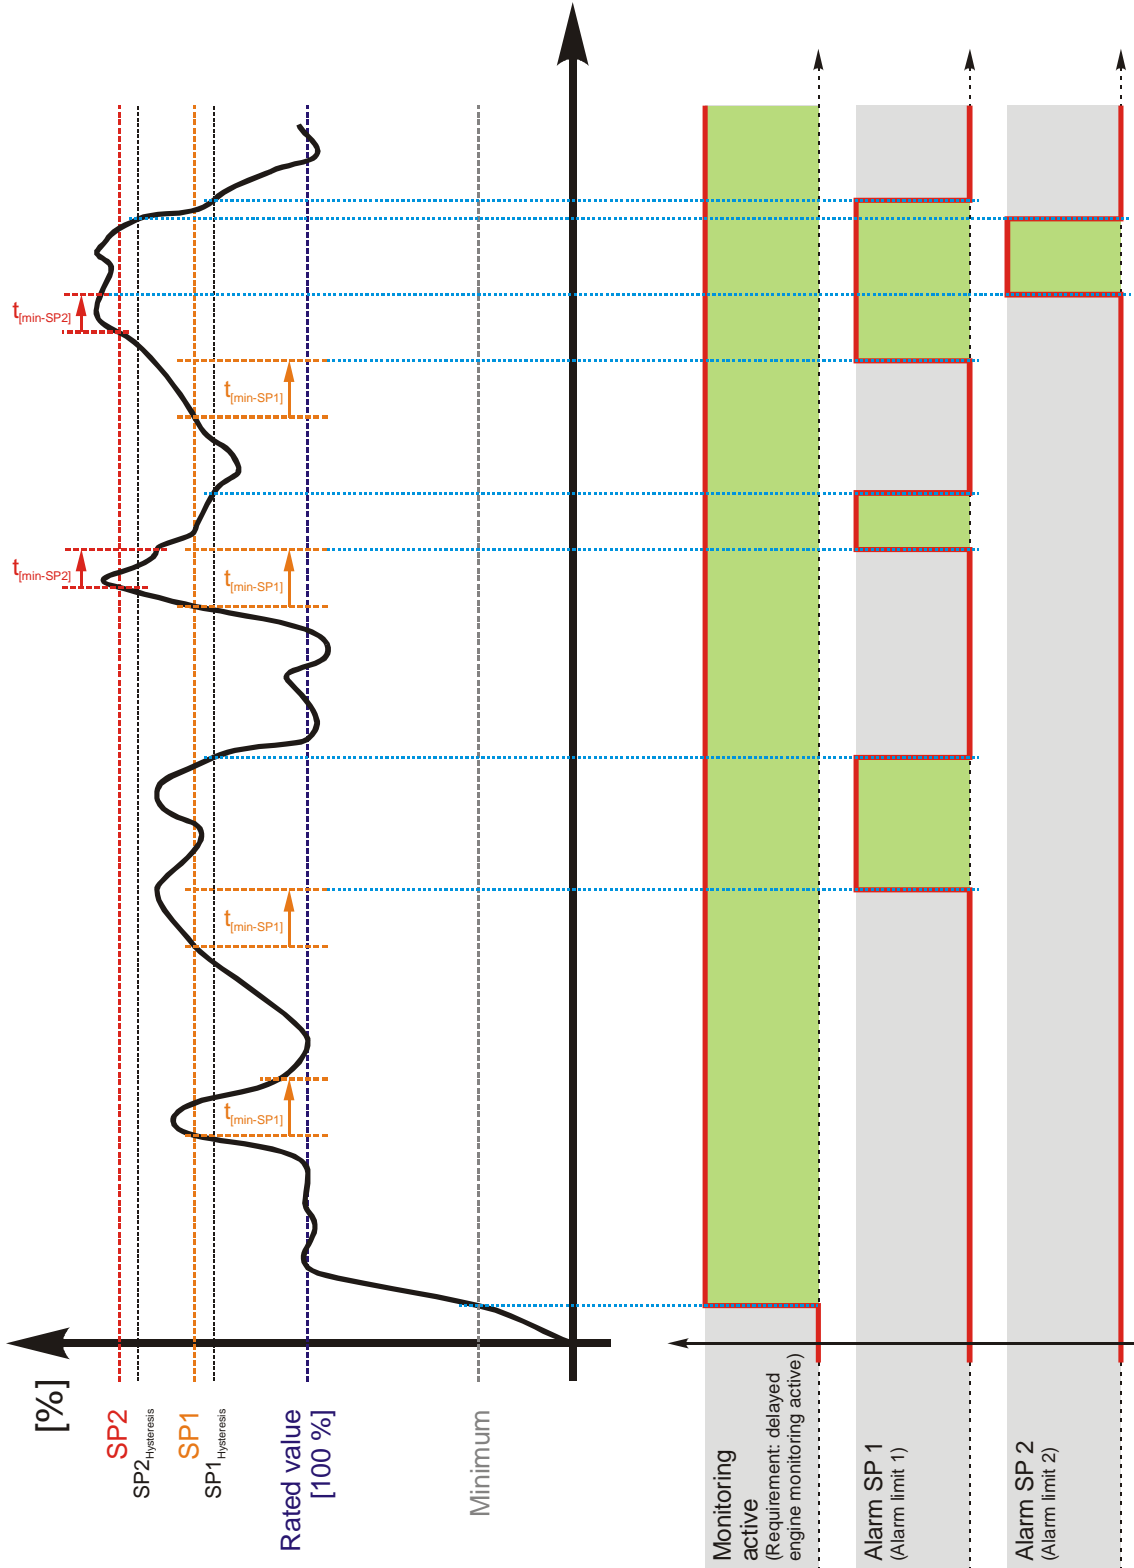 [%]
SP2
SP2Hysteresis
SP1
SP1Hysteresis
Rated value
[100 %]
Minimum
t[min-SP1]
t[min-SP1]
t[min-SP1]
t[min-SP2]
t[min-SP1]
t[min-SP2]
Monitoring
active
(Requirement: delayed
engine monitoring active)
Alarm SP 1
(Alarm limit 1)
Alarm SP 2
(Alarm limit 2)